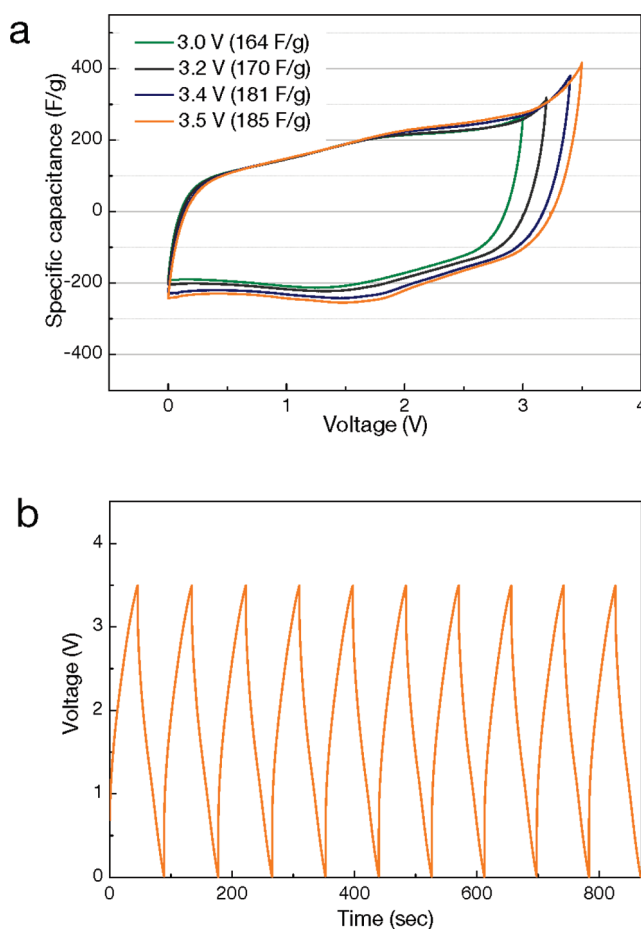 a
3.0 V (164 F/g)
3.2 V (170 F/g)
3.4 V (181 F/g)
3.5 V (185 F/g)
Specific capacitance (F/g)
400
200
0
-200
-400
0 1 2 3 4
Voltage (V)
b
Voltage (V)
4
3
2
1
0
0 200 400 600 800
Time (sec)